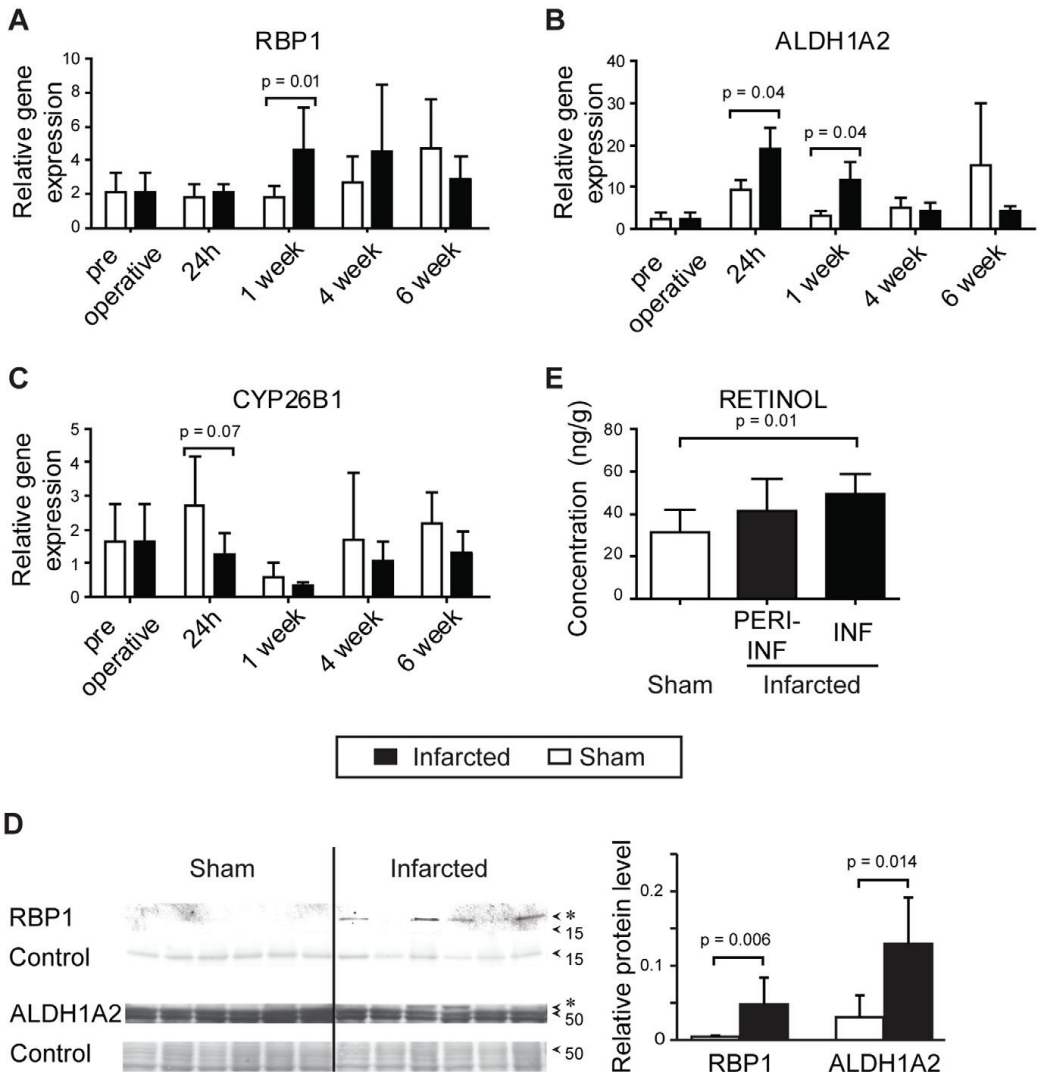 A
RBP1
Relative gene
expression
10
8
6
4
2
0
p = 0.01
pre
operative
24h
1 week
4 week
6 week
B
ALDH1A2
Relative gene
expression
40
30
20
10
0
p = 0.04
p = 0.04
pre
operative
24h
1 week
4 week
6 week
C
CYP26B1
Relative gene
expression
5
4
3
2
1
0
p = 0.07
pre
operative
24h
1 week
4 week
6 week
E
RETINOL
Concentration (ng/g)
80
60
40
20
0
p = 0.01
PERI-
INF
INF
Sham
Infarcted
Infarcted
Sham
D
Sham
Infarcted
RBP1
*
15
Control
15
ALDH1A2
*
50
Control
50
Relative protein level
0.2
0.1
0
p = 0.006
p = 0.014
RBP1
ALDH1A2